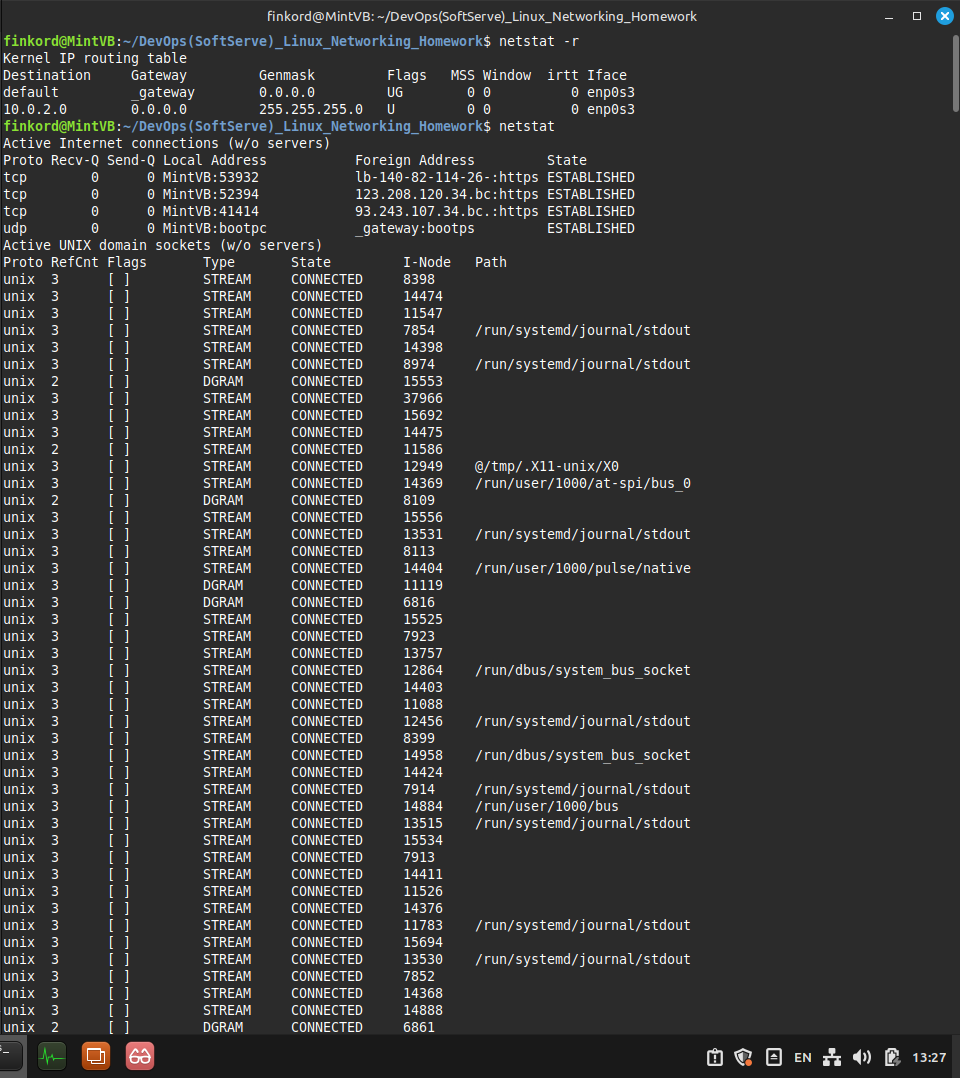 finkord@MintVB: ~/DevOps(SoftServe)_Linux_Networking_Homework
finkord@MintVB:~/DevOps(SoftServe)_Linux_Networking_Homework$ netstat -r
Kernel IP routing table
Destination     Gateway         Genmask         Flags   MSS Window  irtt Iface
default         _gateway        0.0.0.0         UG        0 0          0 enp0s3
10.0.2.0        0.0.0.0         255.255.255.0   U         0 0          0 enp0s3
finkord@MintVB:~/DevOps(SoftServe)_Linux_Networking_Homework$ netstat
Active Internet connections (w/o servers)
Proto Recv-Q Send-Q Local Address           Foreign Address         State
tcp        0      0 MintVB:53932            lb-140-82-114-26-:https ESTABLISHED
tcp        0      0 MintVB:52394            123.208.120.34.bc:https ESTABLISHED
tcp        0      0 MintVB:41414            93.243.107.34.bc.:https ESTABLISHED
udp        0      0 MintVB:bootpc           _gateway:bootps         ESTABLISHED
Active UNIX domain sockets (w/o servers)
Proto RefCnt Flags       Type       State         I-Node   Path
unix  3      [ ]         STREAM     CONNECTED     8398
unix  3      [ ]         STREAM     CONNECTED     14474
unix  3      [ ]         STREAM     CONNECTED     11547
unix  3      [ ]         STREAM     CONNECTED     7854     /run/systemd/journal/stdout
unix  3      [ ]         STREAM     CONNECTED     14398
unix  3      [ ]         STREAM     CONNECTED     8974     /run/systemd/journal/stdout
unix  2      [ ]         DGRAM      CONNECTED     15553
unix  3      [ ]         STREAM     CONNECTED     37966
unix  3      [ ]         STREAM     CONNECTED     15692
unix  3      [ ]         STREAM     CONNECTED     14475
unix  2      [ ]         STREAM     CONNECTED     11586
unix  3      [ ]         STREAM     CONNECTED     12949    @/tmp/.X11-unix/X0
unix  3      [ ]         STREAM     CONNECTED     14369    /run/user/1000/at-spi/bus_0
unix  2      [ ]         DGRAM      CONNECTED     8109
unix  3      [ ]         STREAM     CONNECTED     15556
unix  3      [ ]         STREAM     CONNECTED     13531    /run/systemd/journal/stdout
unix  3      [ ]         STREAM     CONNECTED     8113
unix  3      [ ]         STREAM     CONNECTED     14404    /run/user/1000/pulse/native
unix  3      [ ]         DGRAM      CONNECTED     11119
unix  3      [ ]         DGRAM      CONNECTED     6816
unix  3      [ ]         STREAM     CONNECTED     15525
unix  3      [ ]         STREAM     CONNECTED     7923
unix  3      [ ]         STREAM     CONNECTED     13757
unix  3      [ ]         STREAM     CONNECTED     12864    /run/dbus/system_bus_socket
unix  3      [ ]         STREAM     CONNECTED     14403
unix  3      [ ]         STREAM     CONNECTED     11088
unix  3      [ ]         STREAM     CONNECTED     12456    /run/systemd/journal/stdout
unix  3      [ ]         STREAM     CONNECTED     8399
unix  3      [ ]         STREAM     CONNECTED     14958    /run/dbus/system_bus_socket
unix  3      [ ]         STREAM     CONNECTED     14424
unix  3      [ ]         STREAM     CONNECTED     7914     /run/systemd/journal/stdout
unix  3      [ ]         STREAM     CONNECTED     14884    /run/user/1000/bus
unix  3      [ ]         STREAM     CONNECTED     13515    /run/systemd/journal/stdout
unix  3      [ ]         STREAM     CONNECTED     15534
unix  3      [ ]         STREAM     CONNECTED     7913
unix  3      [ ]         STREAM     CONNECTED     14411
unix  3      [ ]         STREAM     CONNECTED     11526
unix  3      [ ]         STREAM     CONNECTED     14376
unix  3      [ ]         STREAM     CONNECTED     11783    /run/systemd/journal/stdout
unix  3      [ ]         STREAM     CONNECTED     15694
unix  3      [ ]         STREAM     CONNECTED     13530    /run/systemd/journal/stdout
unix  3      [ ]         STREAM     CONNECTED     7852
unix  3      [ ]         STREAM     CONNECTED     14368
unix  3      [ ]         STREAM     CONNECTED     14888
unix  2      [ ]         DGRAM      CONNECTED     6861
EN 13:27